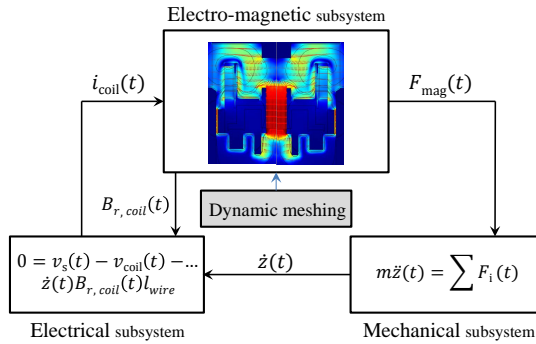 Electro-magnetic subsystem
i_coil(t)
F_mag(t)
B_r, coil(t)
Dynamic meshing
0 = v_s(t) − v_coil(t) − ...
ż(t)B_r, coil(t)l_wire
ż(t)
mz̈(t) = ∑ F_i(t)
Electrical subsystem
Mechanical subsystem